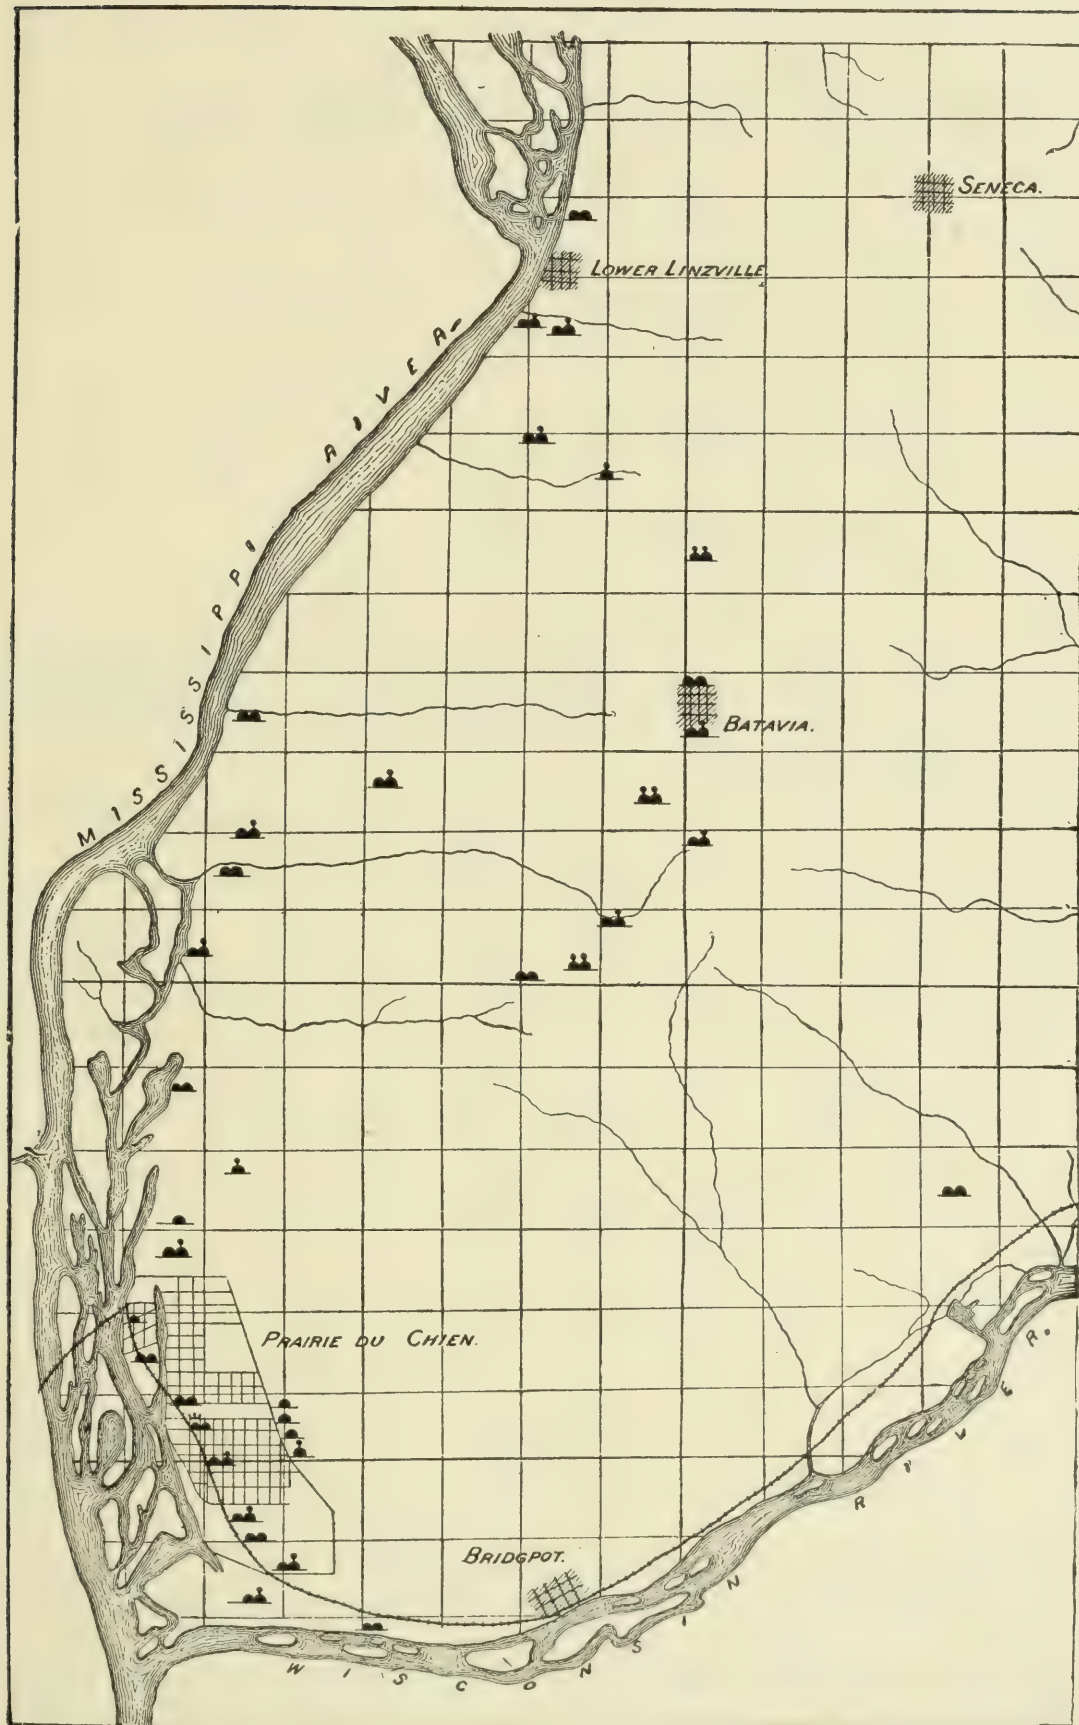 SENECA.
LOWER LINZVILLE.
MISSISSIPPI RIVER.
BATAVIA.
PRAIRIE DU CHIEN.
BRIDGPOT.
WISCONSIN RIVER.